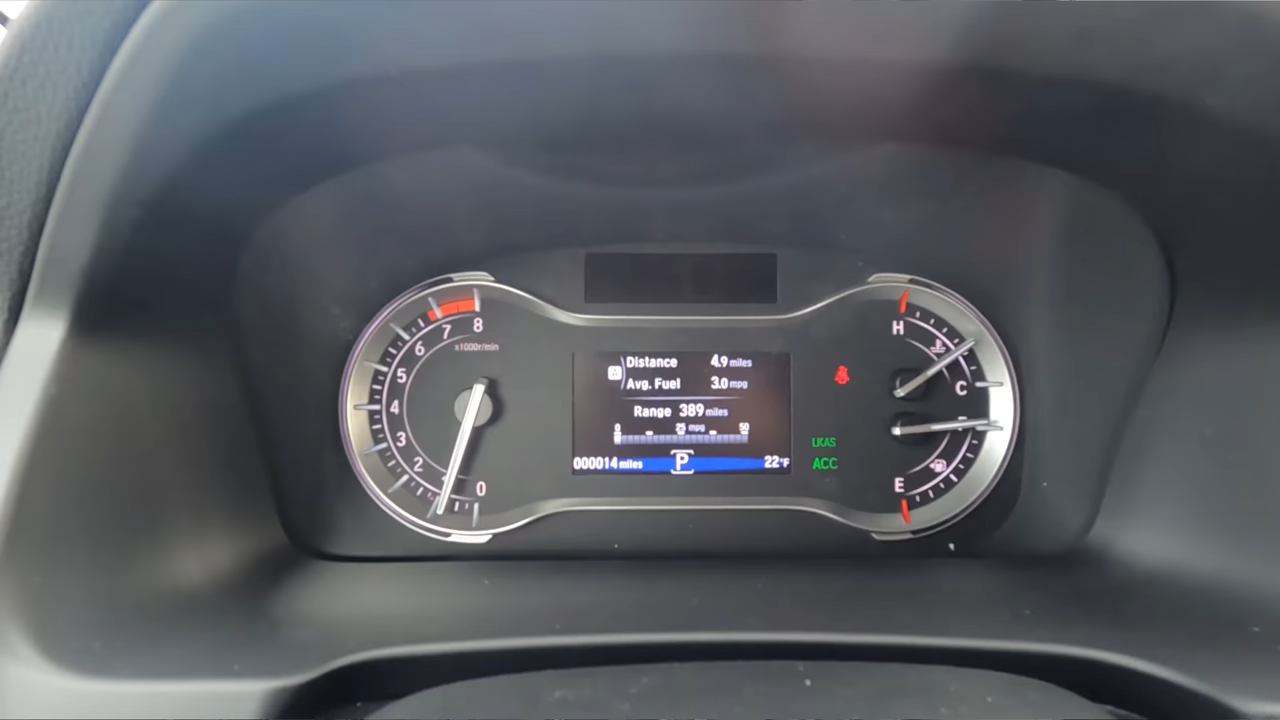 8
7
6
5
4
3
2
0
x1000r/min
A
Distance 4.9 miles
Avg. Fuel 3.0 mpg
Range 389 miles
0 25 mpg 50
000014 miles P 22°F
LKAS
ACC
H
C
E